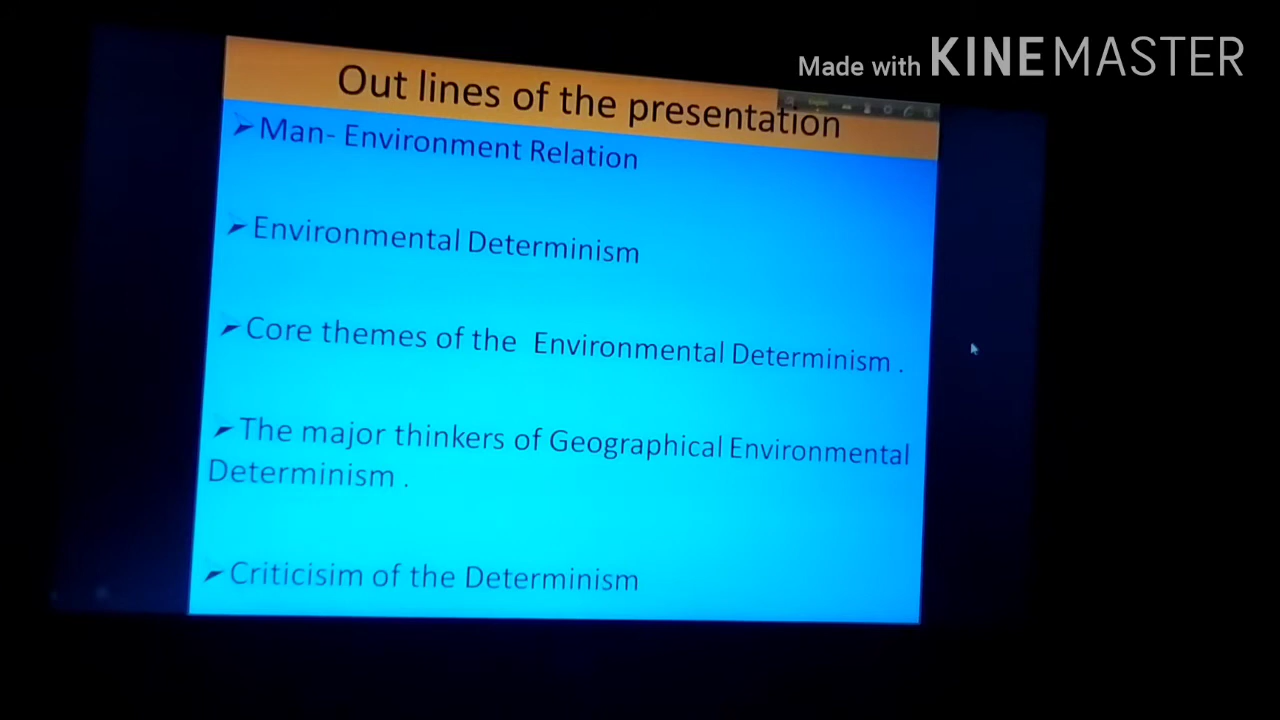 Made with KINEMASTER
Out lines of the presentation
➢Man- Environment Relation
➢Environmental Determinism
➢Core themes of the Environmental Determinism .
➢The major thinkers of Geographical Environmental
Determinism .
➢Criticisim of the Determinism